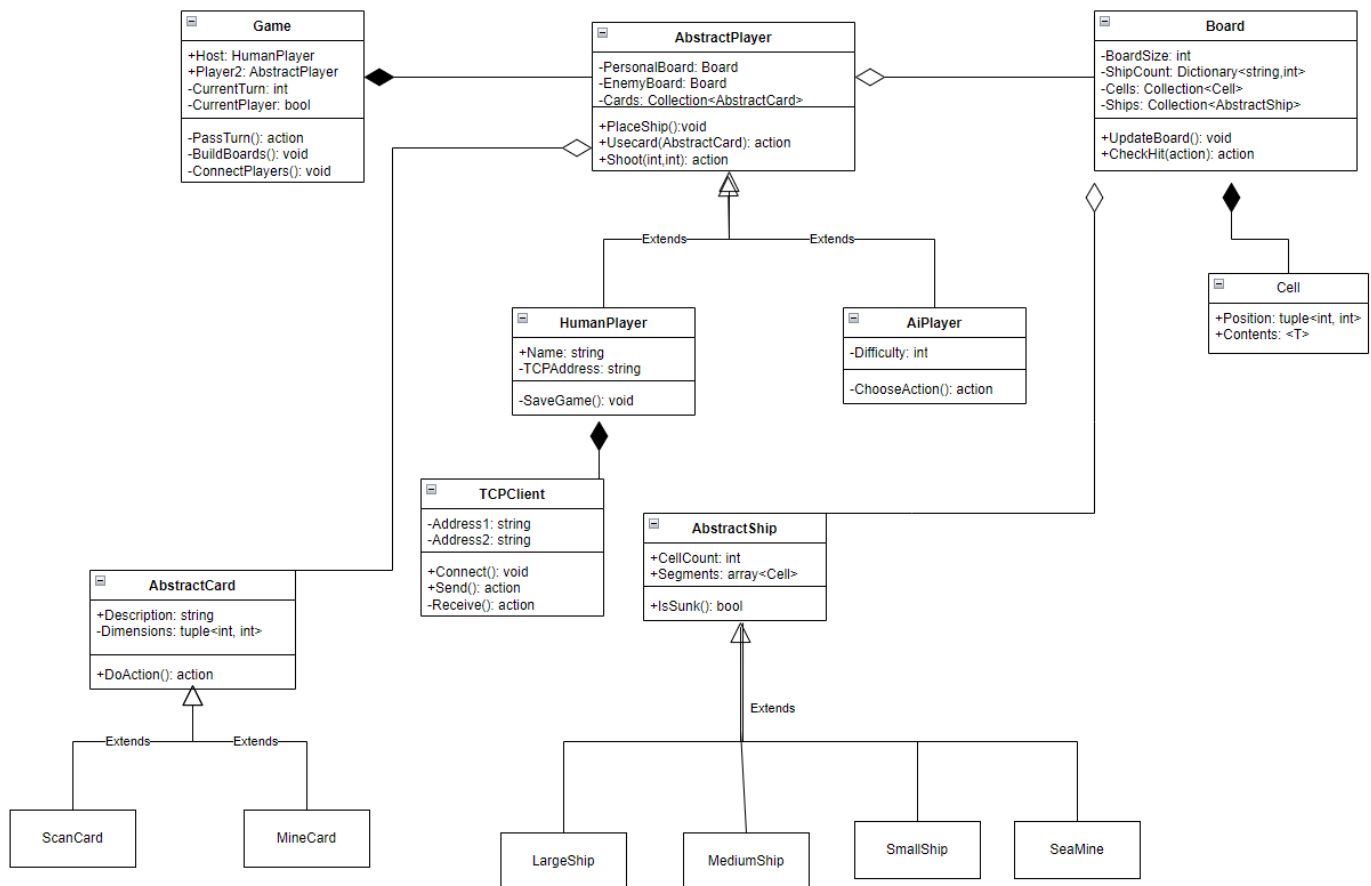 Game
+Host: HumanPlayer
+Player2: AbstractPlayer
-CurrentTurn: int
-CurrentPlayer: bool
-PassTurn(): action
-BuildBoards(): void
-ConnectPlayers(): void
AbstractPlayer
-PersonalBoard: Board
-EnemyBoard: Board
-Cards: Collection<AbstractCard>
+PlaceShip():void
+Usecard(AbstractCard): action
+Shoot(int,int): action
Board
-BoardSize: int
-ShipCount: Dictionary<string,int>
-Cells: Collection<Cell>
-Ships: Collection<AbstractShip>
+UpdateBoard(): void
+CheckHit(action): action
Extends
Extends
Cell
+Position: tuple<int, int>
+Contents: <T>
HumanPlayer
+Name: string
-TCPAddress: string
-SaveGame(): void
AiPlayer
-Difficulty: int
-ChooseAction(): action
TCPClient
-Address1: string
-Address2: string
+Connect(): void
+Send(): action
-Receive(): action
AbstractShip
+CellCount: int
+Segments: array<Cell>
+IsSunk(): bool
AbstractCard
+Description: string
-Dimensions: tuple<int, int>
+DoAction(): action
Extends
Extends
Extends
ScanCard
MineCard
LargeShip
MediumShip
SmallShip
SeaMine